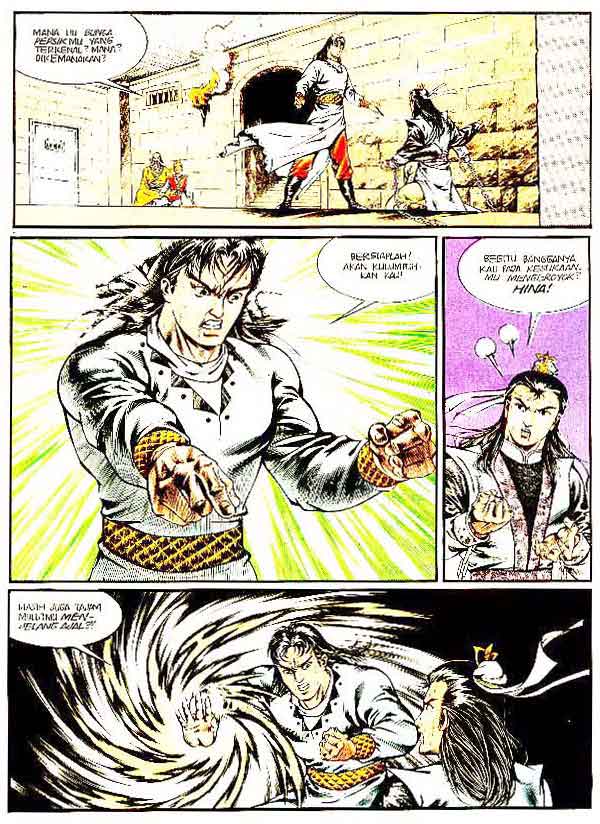 MANA ITU BUNGA
PERSIK MU YANG
TERKENAL? MANA?
DIKEMANAKAN?
BERSIAPLAH!
AKAN KULUMPUH-
KAN KAU!
BEGITU BANGGANYA
KAU PADA KESUKAAN-
MU MENGEROYOK?
HINA!
MASIH JUGA TAJAM
MULUTMU MEN-
JELANG AJAL?!